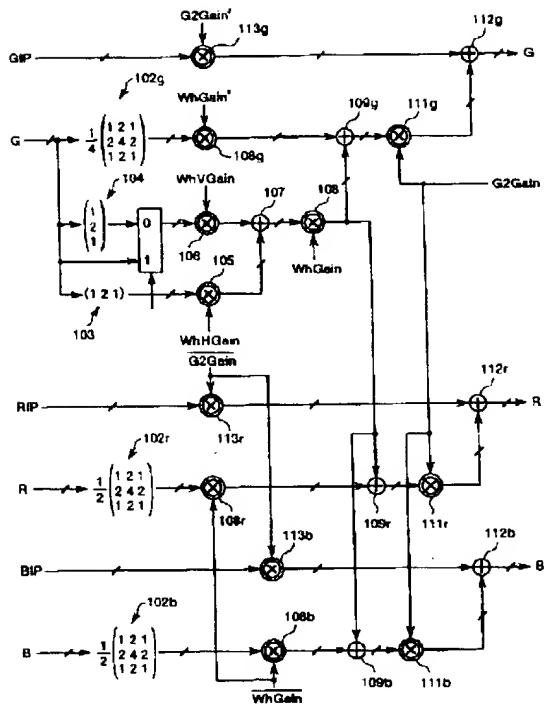 G2Gain'
113g
112g
GIP
G
102g
WhGain'
109g
111g
G
1/4 (1 2 1
2 4 2
1 2 1)
108g
104
WhVGain
107
108
G2Gain
(1
2
1)
0
1
106
105
WhGain
(1 2 1)
103
WhHGain
G2Gain
112r
RIP
R
113r
102r
R
1/2 (1 2 1
2 4 2
1 2 1)
108r
109r
111r
113b
112b
BIP
B
102b
108b
B
1/2 (1 2 1
2 4 2
1 2 1)
109b
111b
WhGain